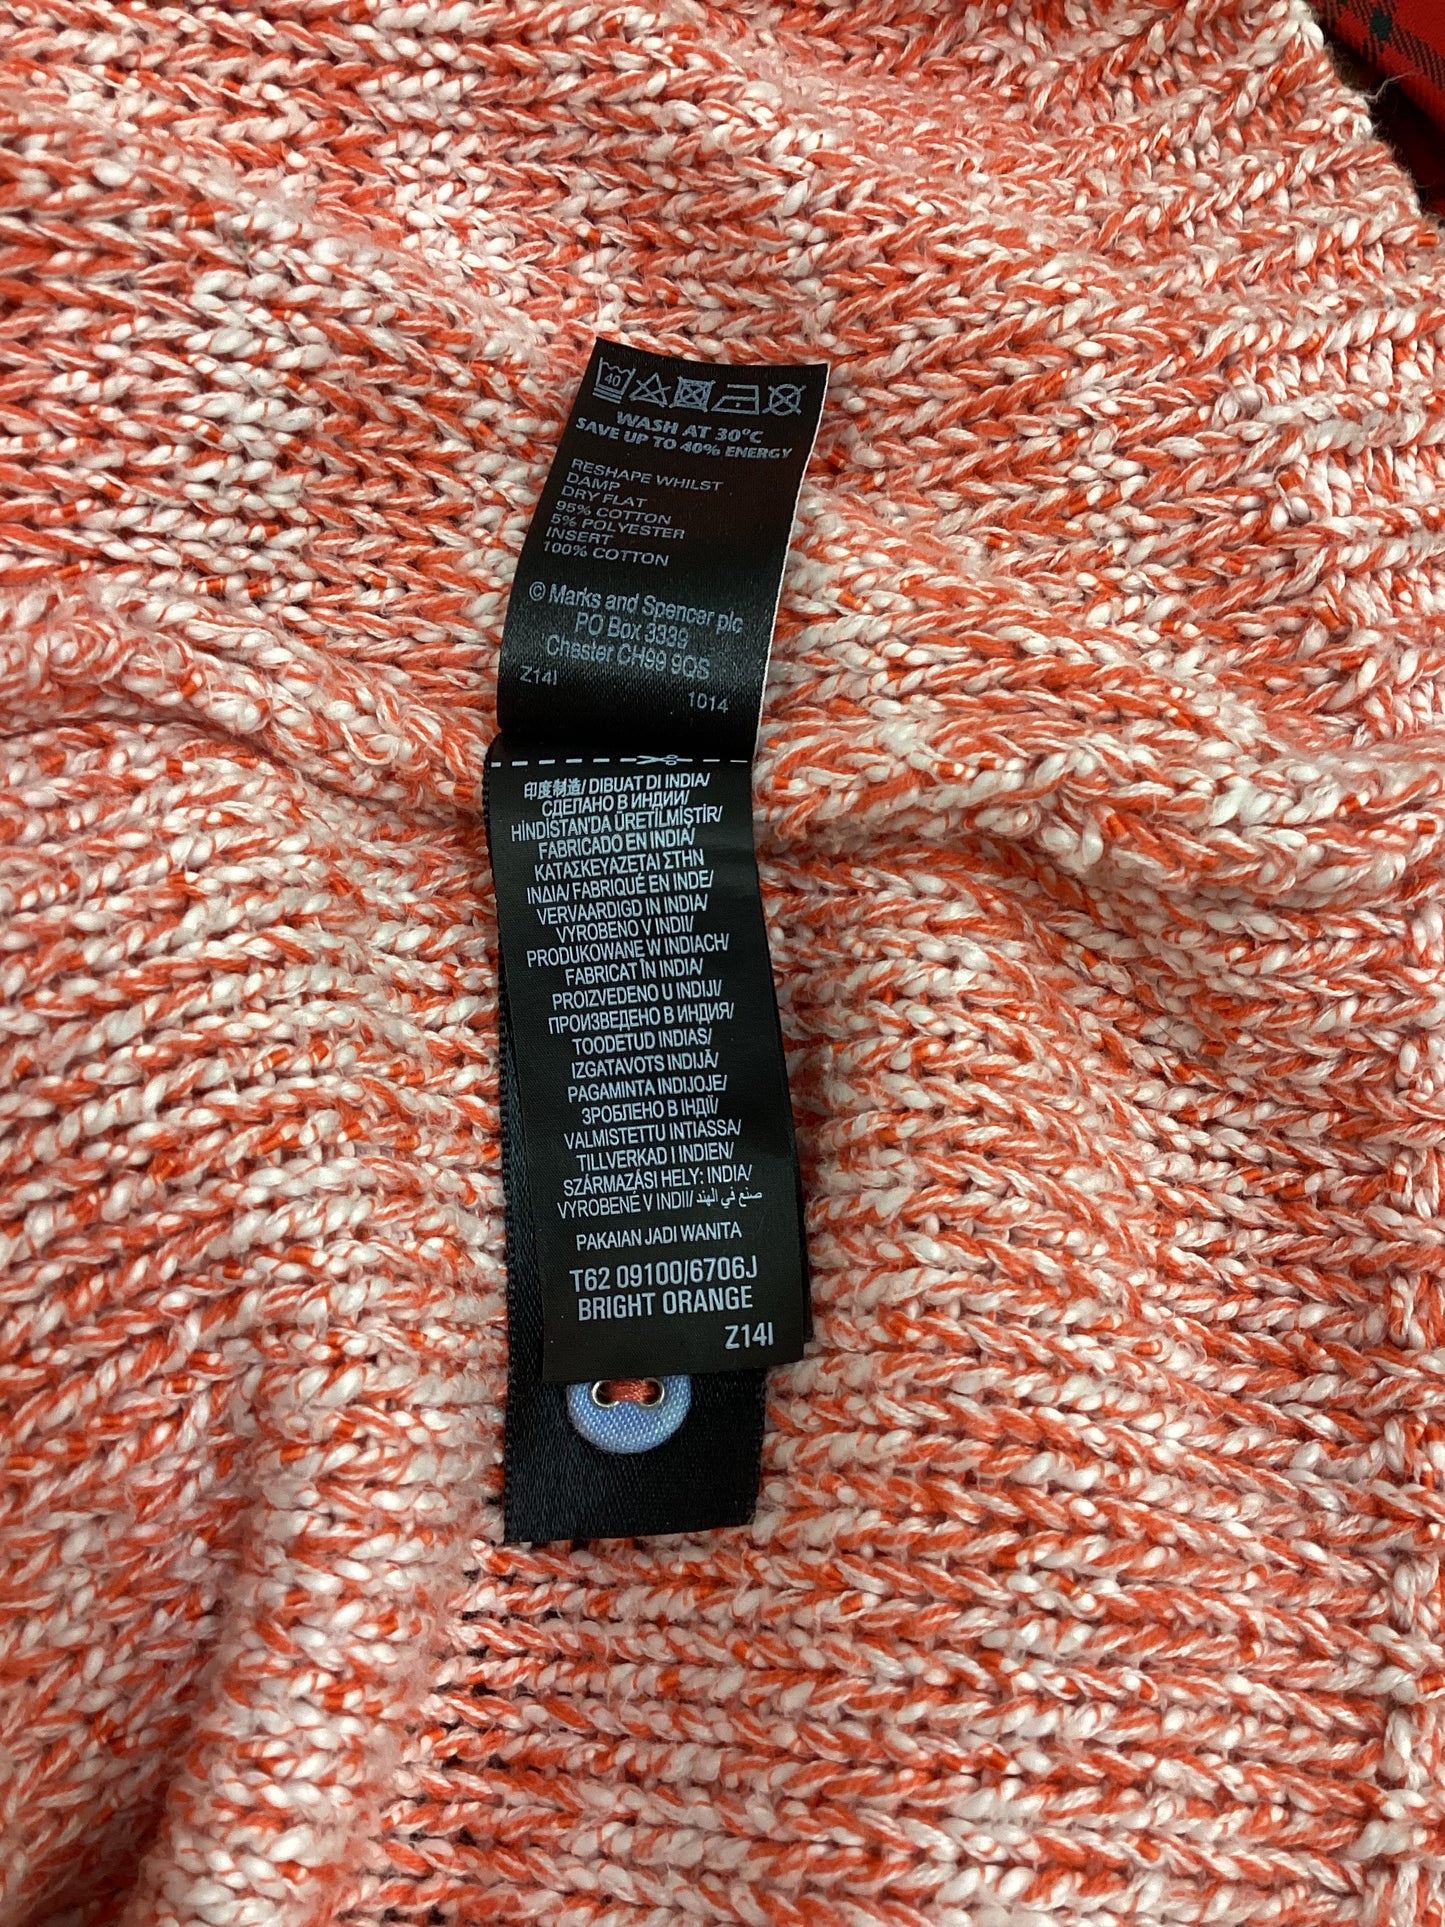 40
WASH AT 30°C
SAVE UP TO 40% ENERGY
RESHAPE WHILST
DAMP
DRY FLAT
95% COTTON
5% POLYESTER
INSERT
100% COTTON
© Marks and Spencer plc
PO Box 3339
Chester CH99 9QS
Z14I
1014
印度制造/ DIBUAT DI INDIA/
СДЕЛАНО В ИНДИИ/
HİNDİSTAN'DA ÜRETİLMİŞTİR/
FABRICADO EN INDIA/
ΚΑΤΑΣΚΕΥΑΖΕΤΑΙ ΣΤΗΝ
ΙΝΔΙΑ/ FABRIQUÉ EN INDE/
VERVAARDIGD IN INDIA/
VYROBENO V INDII/
PRODUKOWANE W INDIACH/
FABRICAT ÎN INDIA/
PROIZVEDENO U INDIJI/
ПРОИЗВЕДЕНО В ИНДИЯ/
TOODETUD INDIAS/
IZGATAVOTS INDIJĀ/
PAGAMINTA INDIJOJE/
ЗРОБЛЕНО В ІНДІЇ/
VALMISTETTU INTIASSA/
TILLVERKAD I INDIEN/
SZÁRMAZÁSI HELY: INDIA/
VYROBENÉ V INDII/ صنع في الهند
PAKAIAN JADI WANITA
T62 09100/6706J
BRIGHT ORANGE
Z14I